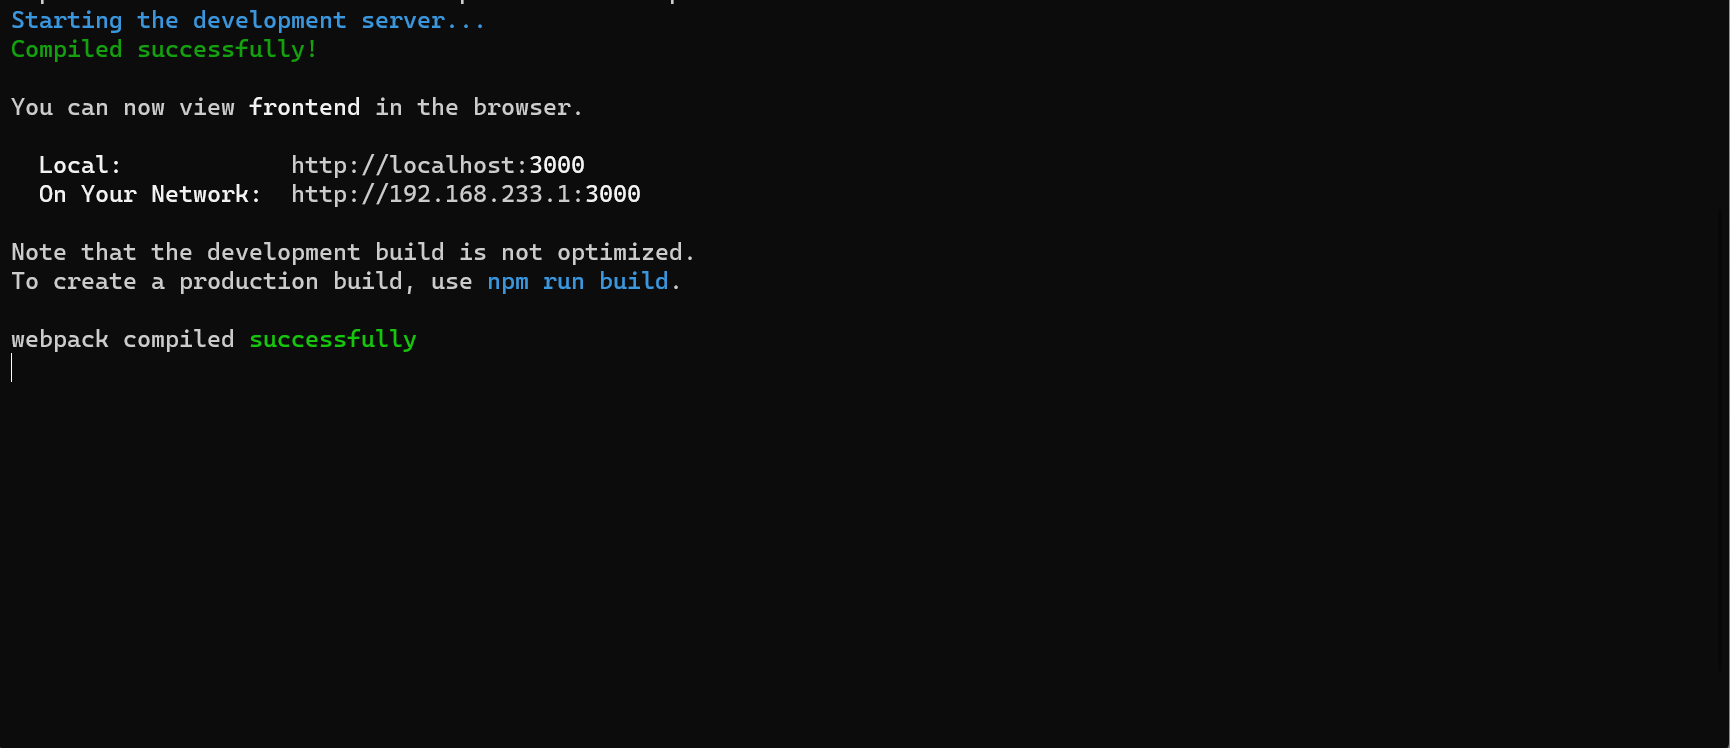 Starting the development server...
Compiled successfully!
You can now view frontend in the browser.
Local: http://localhost:3000
On Your Network: http://192.168.233.1:3000
Note that the development build is not optimized.
To create a production build, use npm run build.
webpack compiled successfully